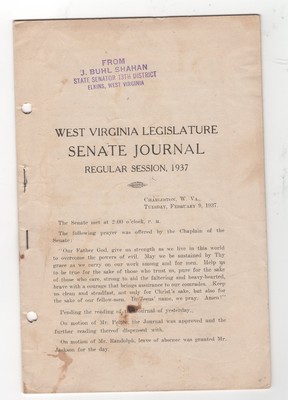 FROM
J. BUHL SHAHAN
STATE SENATOR 13TH DISTRICT
ELKINS, WEST VIRGINIA
WEST VIRGINIA LEGISLATURE
SENATE JOURNAL
REGULAR SESSION, 1937
CHARLESTON, W. VA.,
TUESDAY, FEBRUARY 9, 1937
The Senate met at 2:00 o'clock, P. M.
The following prayer was offered by the Chaplain of the
Senate:
"Our Father God, give us strength as we live in this world
to overcome the powers of evil. May we be sustained by Thy
grace as we carry on our work among and for men. Help us
to be true for the sake of those who trust us, pure for the sake
of those who care, strong to aid the faltering and heavy-hearted,
brave with a courage that brings assurance to our comrades. Keep
us clean and steadfast, not only for Christ's sake, but also for
the sake of our fellow-men. In Jesus' name, we pray. Amen!"
Pending the reading of the Journal of yesterday,
On motion of Mr. the Journal was approved and the
further reading thereof dispensed with.
On motion of Mr. Randolph, leave of absence was granted Mr.
Jackson for the day.